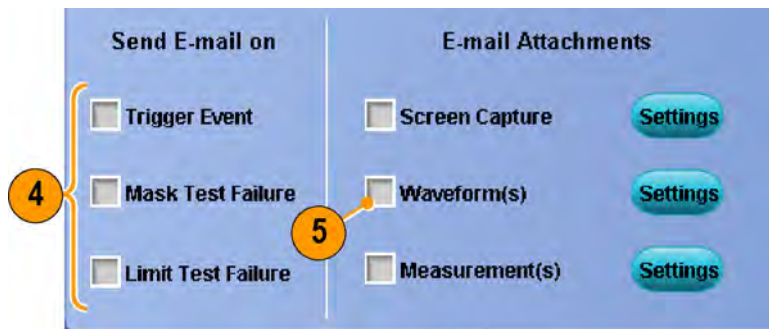 Send E-mail on
E-mail Attachments
Trigger Event
Screen Capture
Settings
4
Mask Test Failure
5
Waveform(s)
Settings
Limit Test Failure
Measurement(s)
Settings